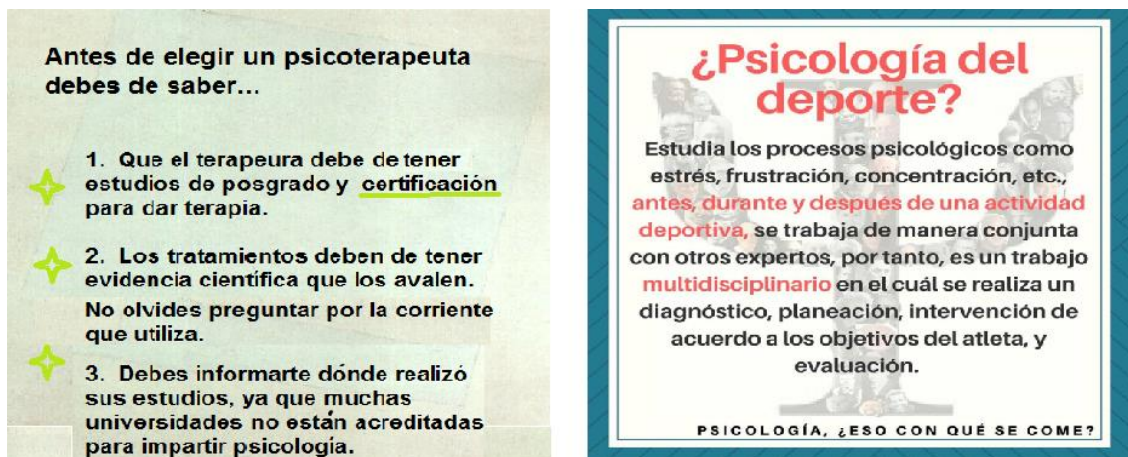 Antes de elegir un psicoterapeuta
debes de saber...
1. Que el terapeura debe de tener
estudios de posgrado y certificación
para dar terapia.
2. Los tratamientos deben de tener
evidencia científica que los avalen.
No olvides preguntar por la corriente
que utiliza.
3. Debes informarte dónde realizó
sus estudios, ya que muchas
universidades no están acreditadas
para impartir psicología.
¿Psicología del
deporte?
Estudia los procesos psicológicos como
estrés, frustración, concentración, etc.,
antes, durante y después de una actividad
deportiva, se trabaja de manera conjunta
con otros expertos, por tanto, es un trabajo
multidisciplinario en el cuál se realiza un
diagnóstico, planeación, intervención de
acuerdo a los objetivos del atleta, y
evaluación.
PSICOLOGÍA, ¿ESO CON QUÉ SE COME?